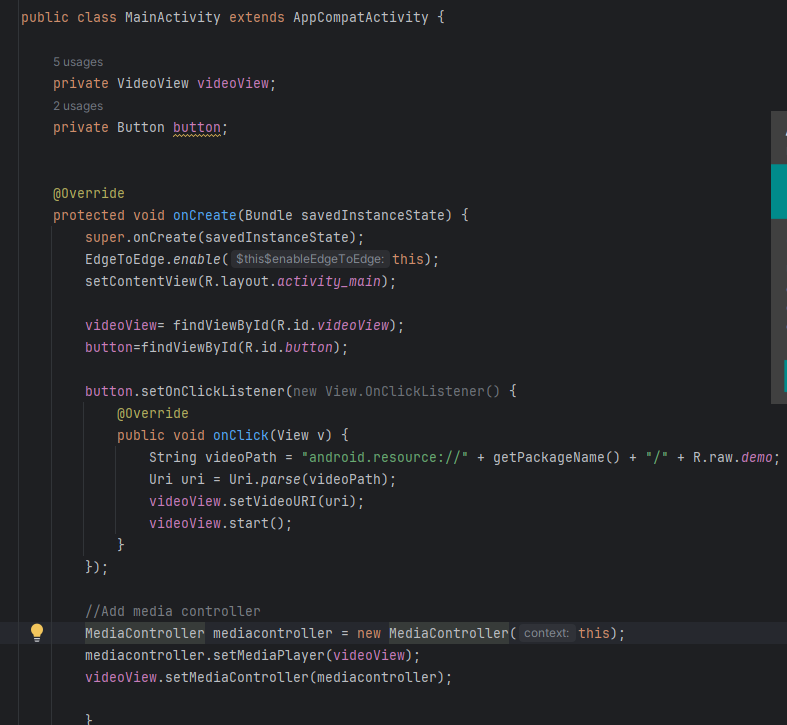 public class MainActivity extends AppCompatActivity {
5 usages
private VideoView videoView;
2 usages
private Button button;
@Override
protected void onCreate(Bundle savedInstanceState) {
super.onCreate(savedInstanceState);
EdgeToEdge.enable( $this$enableEdgeToEdge: this);
setContentView(R.layout.activity_main);
videoView= findViewById(R.id.videoView);
button=findViewById(R.id.button);
button.setOnClickListener(new View.OnClickListener() {
@Override
public void onClick(View v) {
String videoPath = "android.resource://" + getPackageName() + "/" + R.raw.demo;
Uri uri = Uri.parse(videoPath);
videoView.setVideoURI(uri);
videoView.start();
}
});
//Add media controller
MediaController mediacontroller = new MediaController( context: this);
mediacontroller.setMediaPlayer(videoView);
videoView.setMediaController(mediacontroller);
}